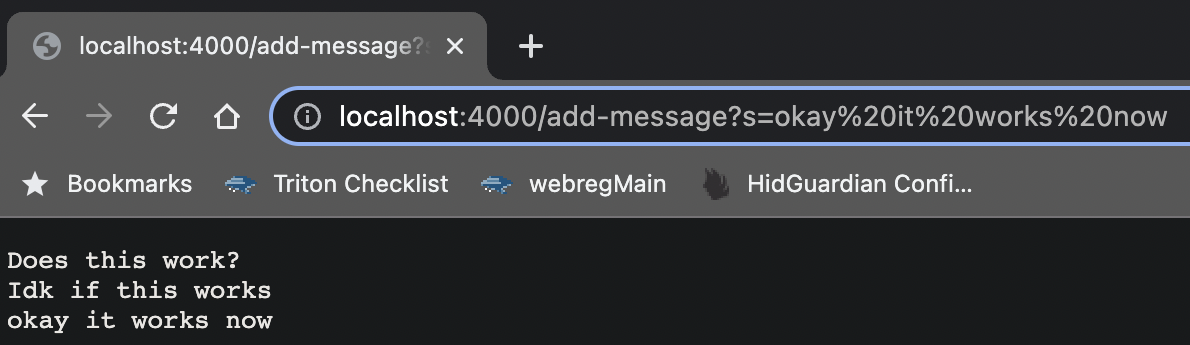 localhost:4000/add-message?
localhost:4000/add-message?s=okay%20it%20works%20now
Bookmarks Triton Checklist webregMain HidGuardian Confi...
Does this work?
Idk if this works
okay it works now